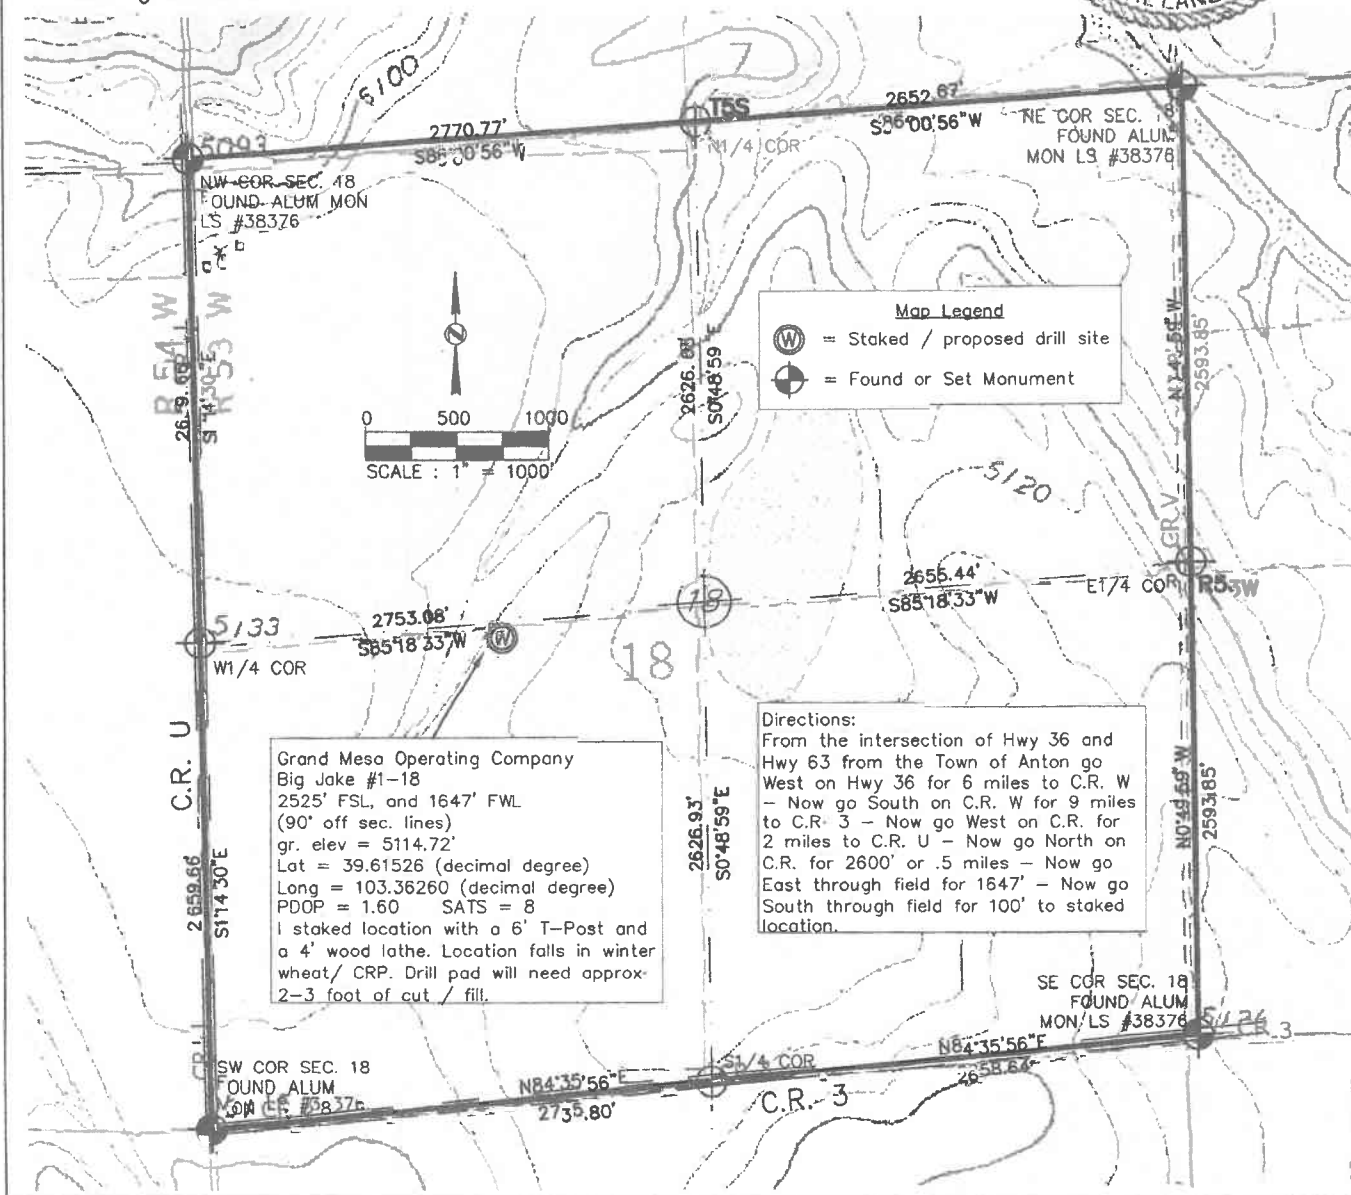 LANE
7
5100
T5S
2652.67'
S86°00'56"W
2770.77'
5093
N1/4 COR
NE COR SEC. 18
FOUND ALUM
MON LS #38376
NW COR SEC. 18
FOUND ALUM MON
LS #38376
R 54 W
R 53 W
S1°14'30"E
Map Legend
W = Staked / proposed drill site
= Found or Set Monument
2626.
S0°48'59"E
2593.85'
0 500 1000
SCALE : 1" = 1000'
5120
CR V
2655.44'
S85°18'33"W
E1/4 COR
R53W
18
5133
2753.08'
S85°18'33"W
W
W1/4 COR
18
C.R. U
Grand Mesa Operating Company
Big Jake #1-18
2525' FSL, and 1647' FWL
(90° off sec. lines)
gr. elev = 5114.72'
Lat = 39.61526 (decimal degree)
Long = 103.36260 (decimal degree)
PDOP = 1.60 SATS = 8
I staked location with a 6' T-Post and
a 4' wood lathe. Location falls in winter
wheat/ CRP. Drill pad will need approx-
2-3 foot of cut / fill.
Directions:
From the intersection of Hwy 36 and
Hwy 63 from the Town of Anton go
West on Hwy 36 for 6 miles to C.R. W
- Now go South on C.R. W for 9 miles
to C.R 3 - Now go West on C.R. for
2 miles to C.R. U - Now go North on
C.R. for 2600' or .5 miles - Now go
East through field for 1647' - Now go
South through field for 100' to staked
location.
2659.66'
S1°14'30"E
2626.93'
S0°48'59"E
2593.85'
SE COR SEC. 18
FOUND ALUM
MON LS #38376
CR 3
SW COR SEC. 18
FOUND ALUM
S1/4 COR
N84°35'56"E
2658.64'
N84°35'56"E
2735.80'
C.R. 3